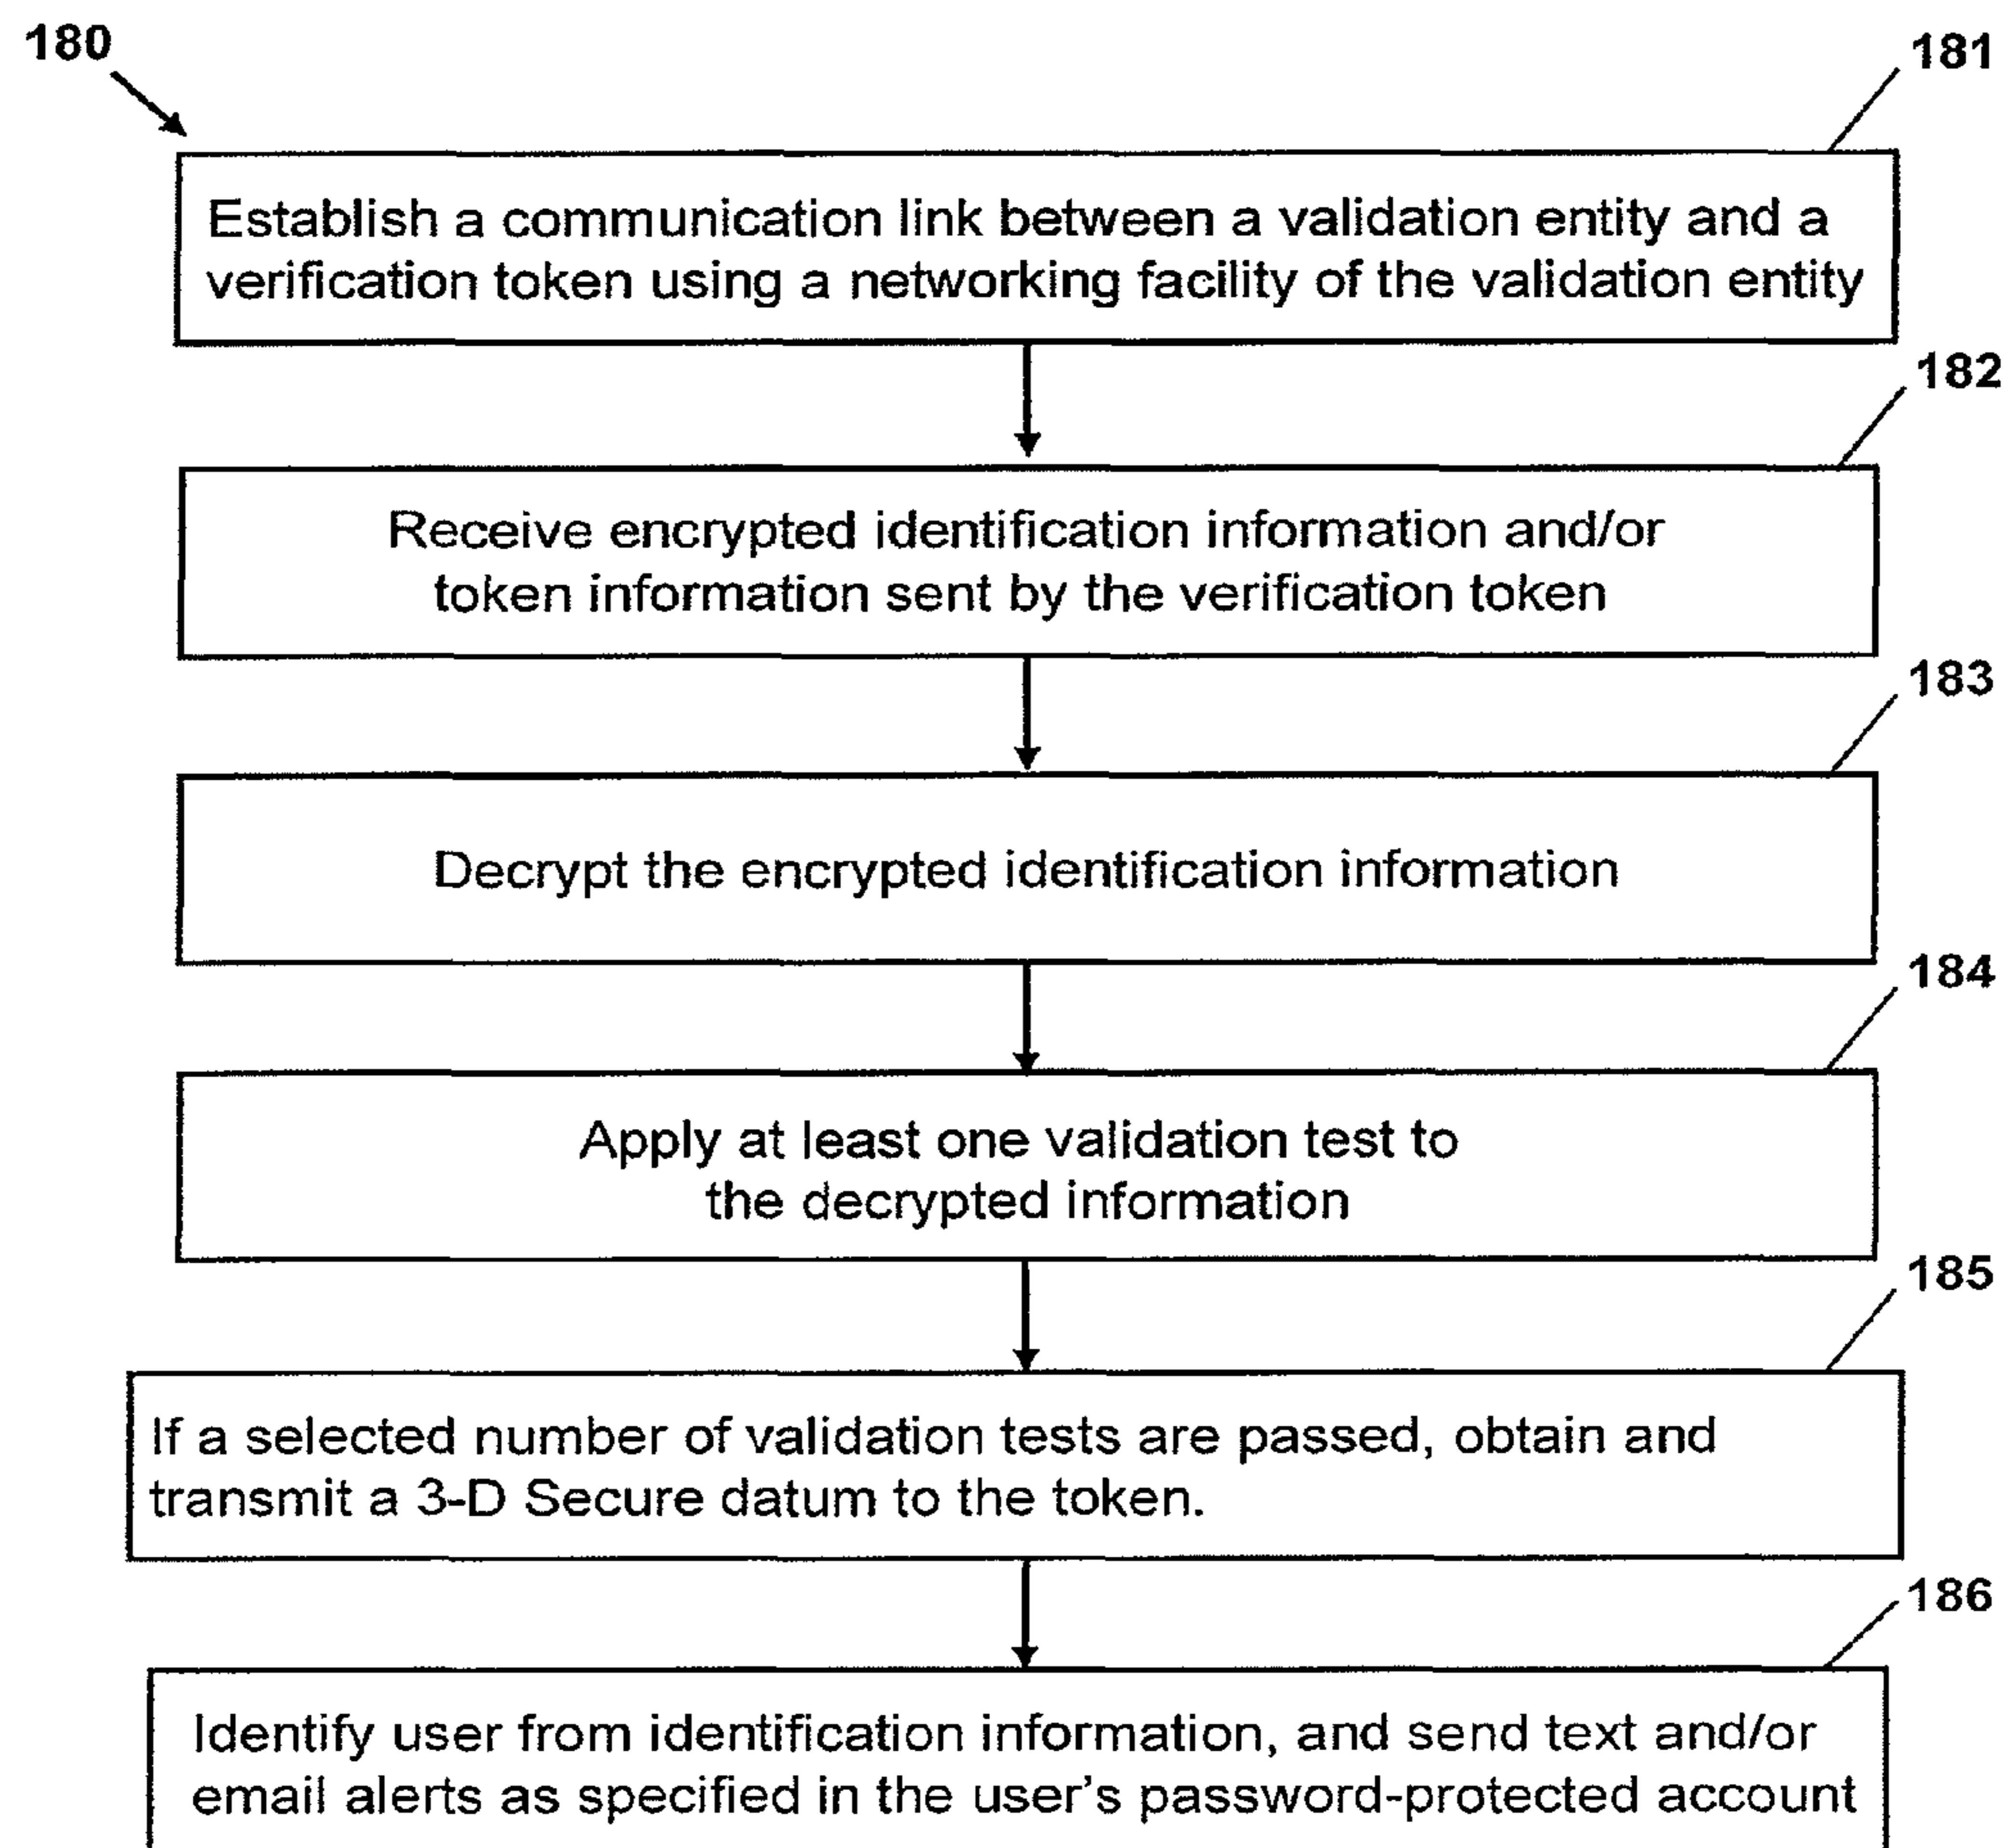 180
181
Establish a communication link between a validation entity and a
verification token using a networking facility of the validation entity
182
Receive encrypted identification information and/or
token information sent by the verification token
183
Decrypt the encrypted identification information
184
Apply at least one validation test to
the decrypted information
185
If a selected number of validation tests are passed, obtain and
transmit a 3-D Secure datum to the token.
186
Identify user from identification information, and send text and/or
email alerts as specified in the user's password-protected account